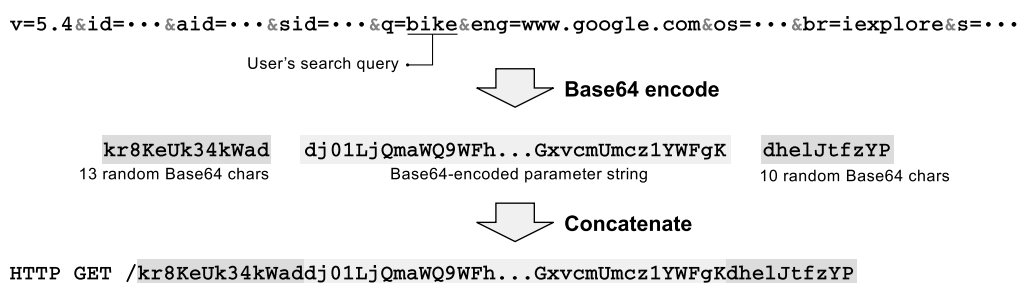 v=5.4&id=•••&aid=•••&sid=•••&q=bike&eng=www.google.com&os=•••&br=iexplore&s=•••
User's search query
Base64 encode
kr8KeUk34kWad dj01LjQmaWQ9WFh...GxvcmUmcz1YWFgK dhelJtfzYP
13 random Base64 chars Base64-encoded parameter string 10 random Base64 chars
Concatenate
HTTP GET /kr8KeUk34kWaddj01LjQmaWQ9WFh...GxvcmUmcz1YWFgKdhelJtfzYP